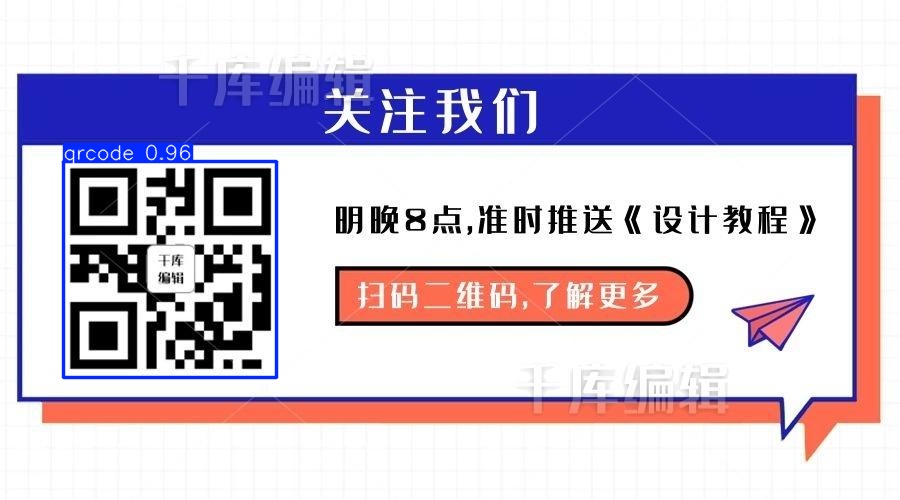 千库编辑
关注我们
qrcode 0.96
明晚8点,准时推送《设计教程》
千库
编辑
扫码二维码,了解更多
千库编辑